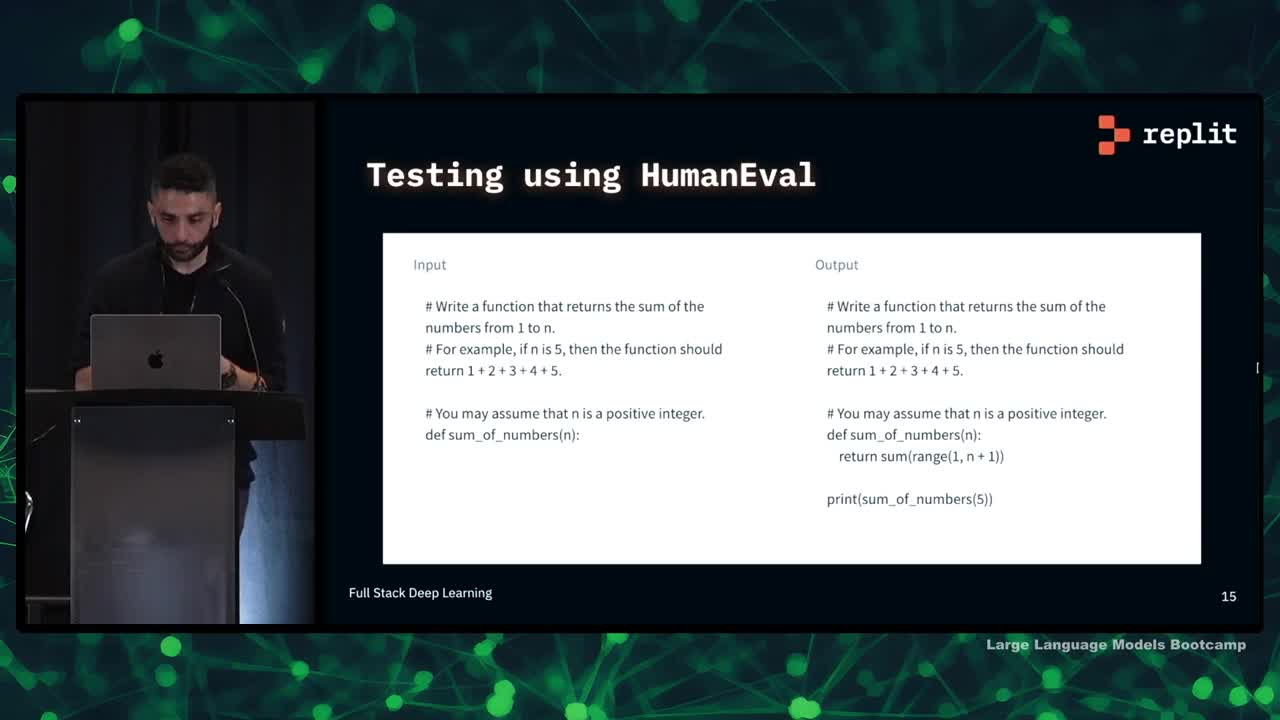 replit
Testing using HumanEval
Input
# Write a function that returns the sum of the
numbers from 1 to n.
# For example, if n is 5, then the function should
return 1 + 2 + 3 + 4 + 5.
# You may assume that n is a positive integer.
def sum_of_numbers(n):
Output
# Write a function that returns the sum of the
numbers from 1 to n.
# For example, if n is 5, then the function should
return 1 + 2 + 3 + 4 + 5.
# You may assume that n is a positive integer.
def sum_of_numbers(n):
return sum(range(1, n + 1))
print(sum_of_numbers(5))
Full Stack Deep Learning
15
Large Language Models Bootcamp